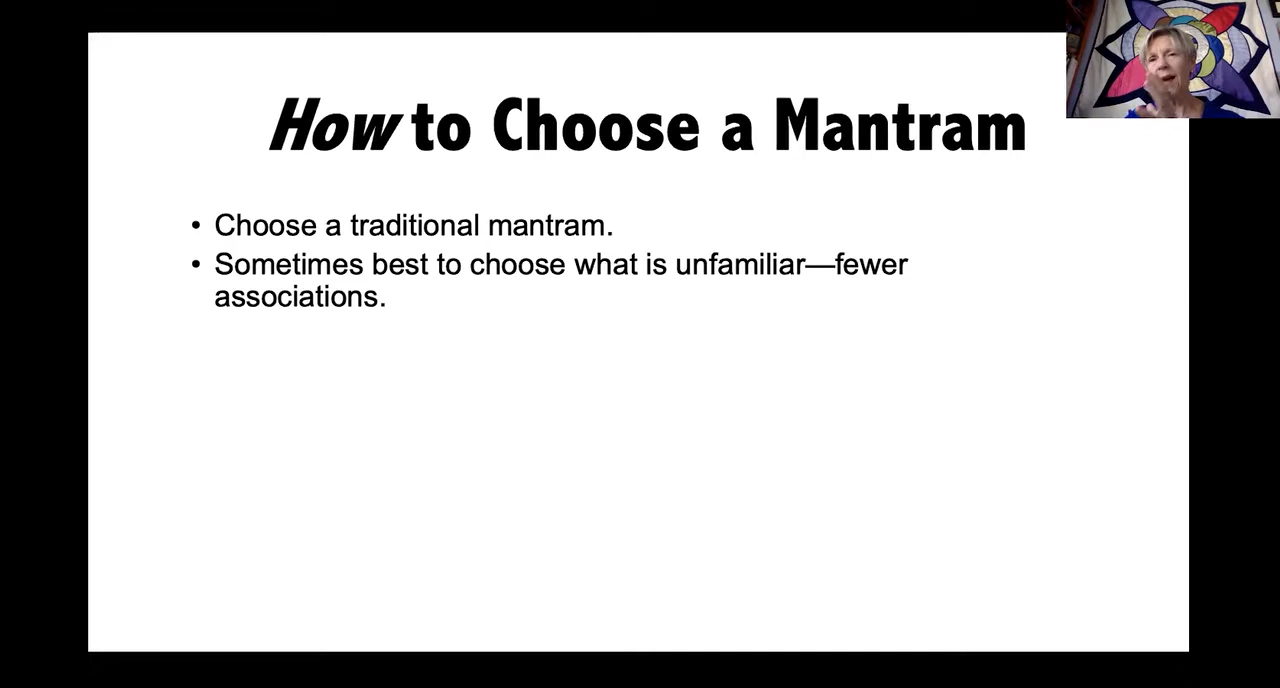 How to Choose a Mantram
• Choose a traditional mantram.
• Sometimes best to choose what is unfamiliar—fewer
associations.